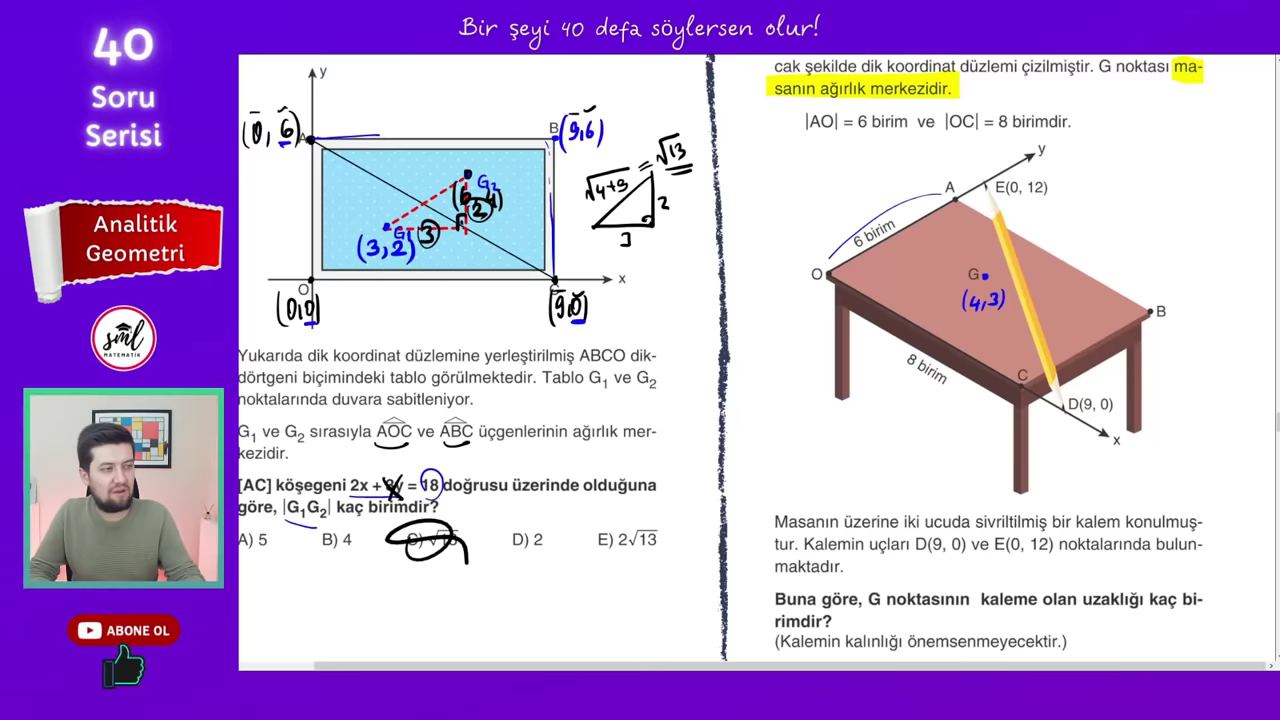 Bir şeyi 40 defa söylersen olur!
40
Soru
Serisi
Analitik
Geometri
sml
MATEMATİK
ABONE OL
y
(0, 6)
A
B
(9,6)
G2
(6,4)
2
G1
3
(3,2)
O
(0,0)
C
(9,0)
x
√4+9 = √13
2
3
Yukarıda dik koordinat düzlemine yerleştirilmiş ABCO dik-
dörtgeni biçimindeki tablo görülmektedir. Tablo G1 ve G2
noktalarında duvara sabitleniyor.
G1 ve G2 sırasıyla AOC ve ABC üçgenlerinin ağırlık mer-
kezidir.
[AC] köşegeni 2x + 3y = 18 doğrusu üzerinde olduğuna
göre, |G1G2| kaç birimdir?
A) 5 B) 4 C) √13 D) 2 E) 2√13
cak şekilde dik koordinat düzlemi çizilmiştir. G noktası ma-
sanın ağırlık merkezidir.
|AO| = 6 birim ve |OC| = 8 birimdir.
y
A
E(0, 12)
6 birim
O
G
(4,3)
B
8 birim
C
D(9, 0)
x
Masanın üzerine iki ucuda sivriltilmiş bir kalem konulmuş-
tur. Kalemin uçları D(9, 0) ve E(0, 12) noktalarında bulun-
maktadır.
Buna göre, G noktasının kaleme olan uzaklığı kaç bi-
rimdir?
(Kalemin kalınlığı önemsenmeyecektir.)